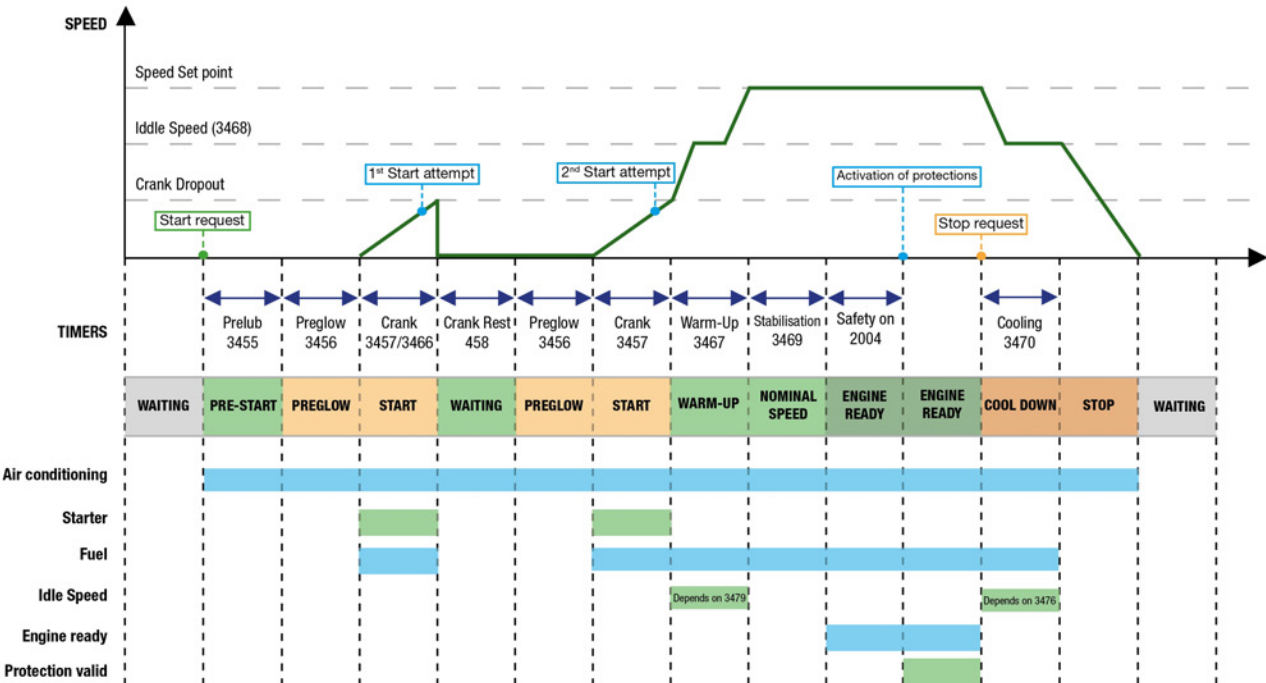 SPEED
Speed Set point
Iddle Speed (3468)
Crank Dropout
Start request
1st Start attempt
2nd Start attempt
Activation of protections
Stop request
TIMERS
Prelub
3455
Preglow
3456
Crank
3457/3466
Crank Rest
458
Preglow
3456
Crank
3457
Warm-Up
3467
Stabilisation
3469
Safety on
2004
Cooling
3470
WAITING
PRE-START
PREGLOW
START
WAITING
PREGLOW
START
WARM-UP
NOMINAL
SPEED
ENGINE
READY
ENGINE
READY
COOL DOWN
STOP
WAITING
Air conditioning
Starter
Fuel
Idle Speed
Depends on 3479
Depends on 3476
Engine ready
Protection valid